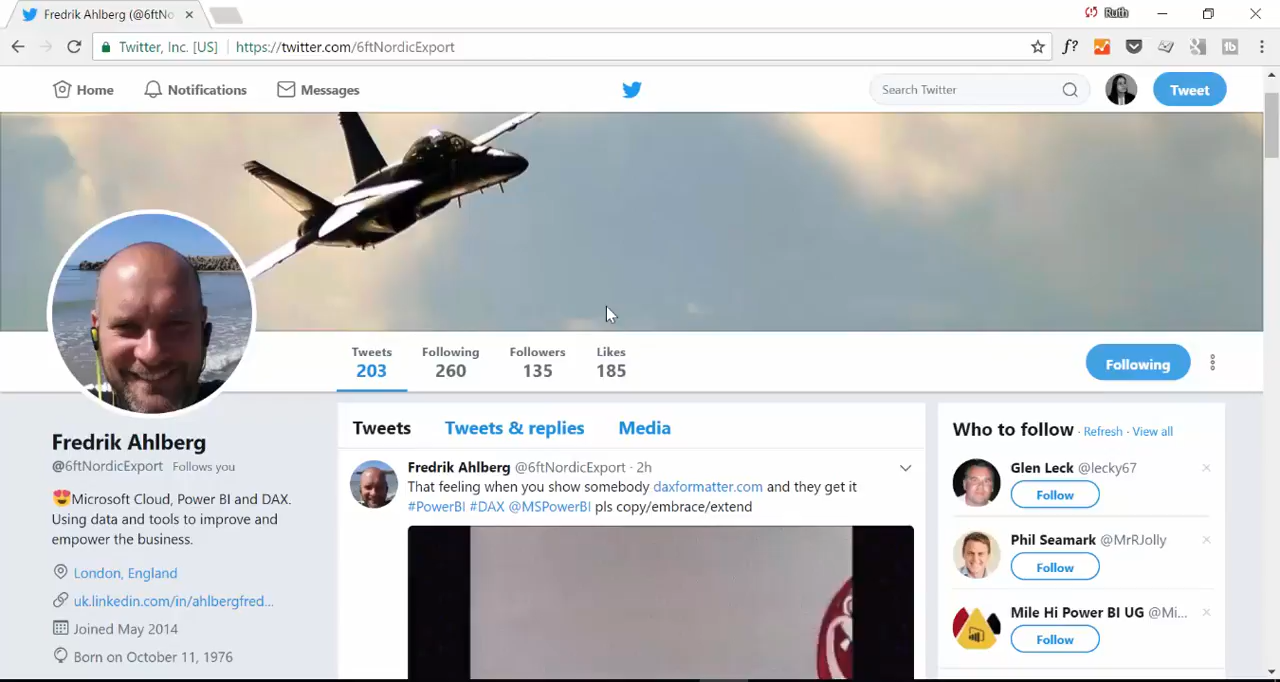 Fredrik Ahlberg (@6ftNo
Ruth
Twitter, Inc. [US]
https://twitter.com/6ftNordicExport
f?
tb
Home
Notifications
Messages
Search Twitter
Tweet
Tweets Following Followers Likes
203 260 135 185
Following
Fredrik Ahlberg
@6ftNordicExport Follows you
😍Microsoft Cloud, Power BI and DAX.
Using data and tools to improve and
empower the business.
London, England
uk.linkedin.com/in/ahlbergfred...
Joined May 2014
Born on October 11, 1976
Tweets Tweets & replies Media
Fredrik Ahlberg @6ftNordicExport · 2h
That feeling when you show somebody daxformatter.com and they get it
#PowerBI #DAX @MSPowerBI pls copy/embrace/extend
Who to follow · Refresh · View all
Glen Leck @lecky67
Follow
Phil Seamark @MrRJolly
Follow
Mile Hi Power BI UG @Mi...
Follow